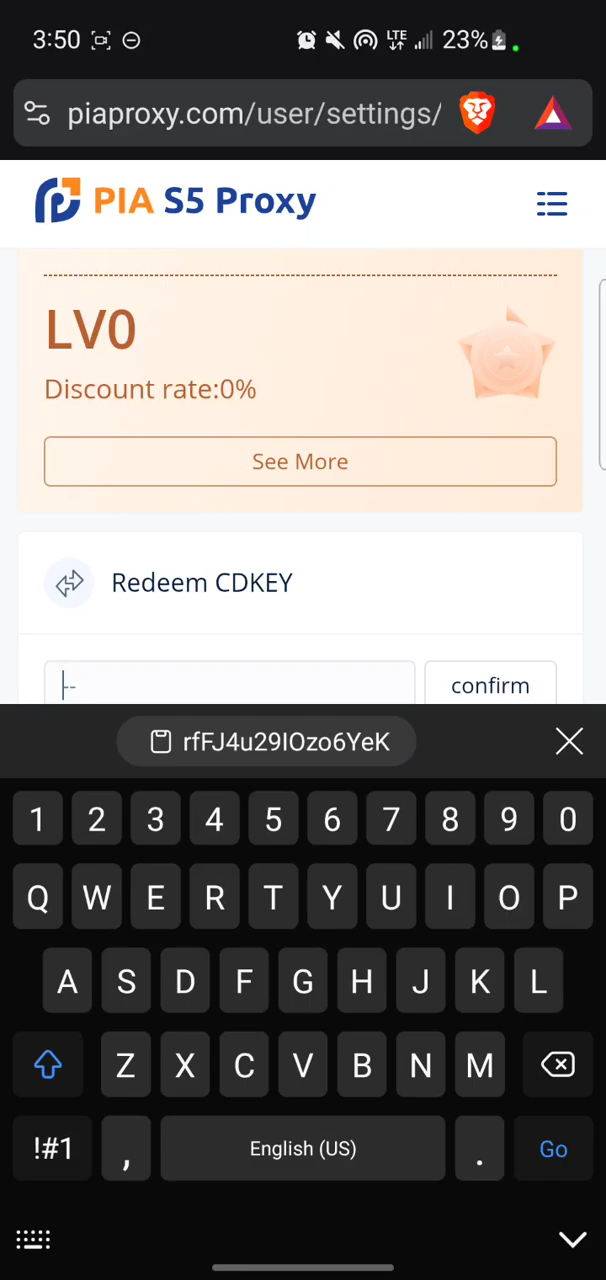 3:50 LTE 23%
piaproxy.com/user/settings/
PIA S5 Proxy
LV0
Discount rate:0%
See More
Redeem CDKEY
--
confirm
rfFJ4u29IOzo6YeK
1 2 3 4 5 6 7 8 9 0
Q W E R T Y U I O P
A S D F G H J K L
Z X C V B N M
!#1 , English (US) . Go